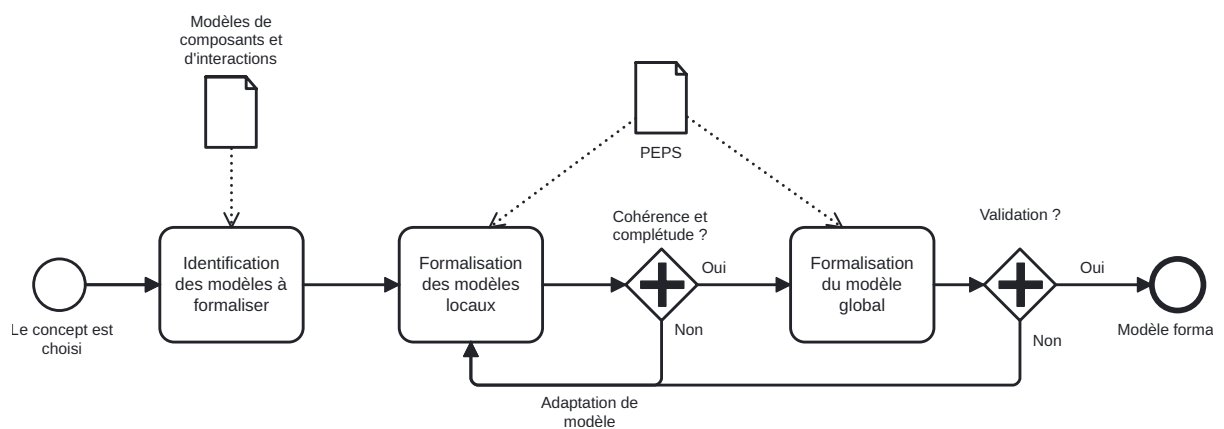 Modèles de
composants et
d'interactions
PEPS
Cohérence et
complétude ?
Validation ?
Identification
des modèles à
formaliser
Formalisation
des modèles
locaux
Oui
Formalisation
du modèle
global
Oui
Le concept est
choisi
Non
Non
Modèle forma
Adaptation de
modèle